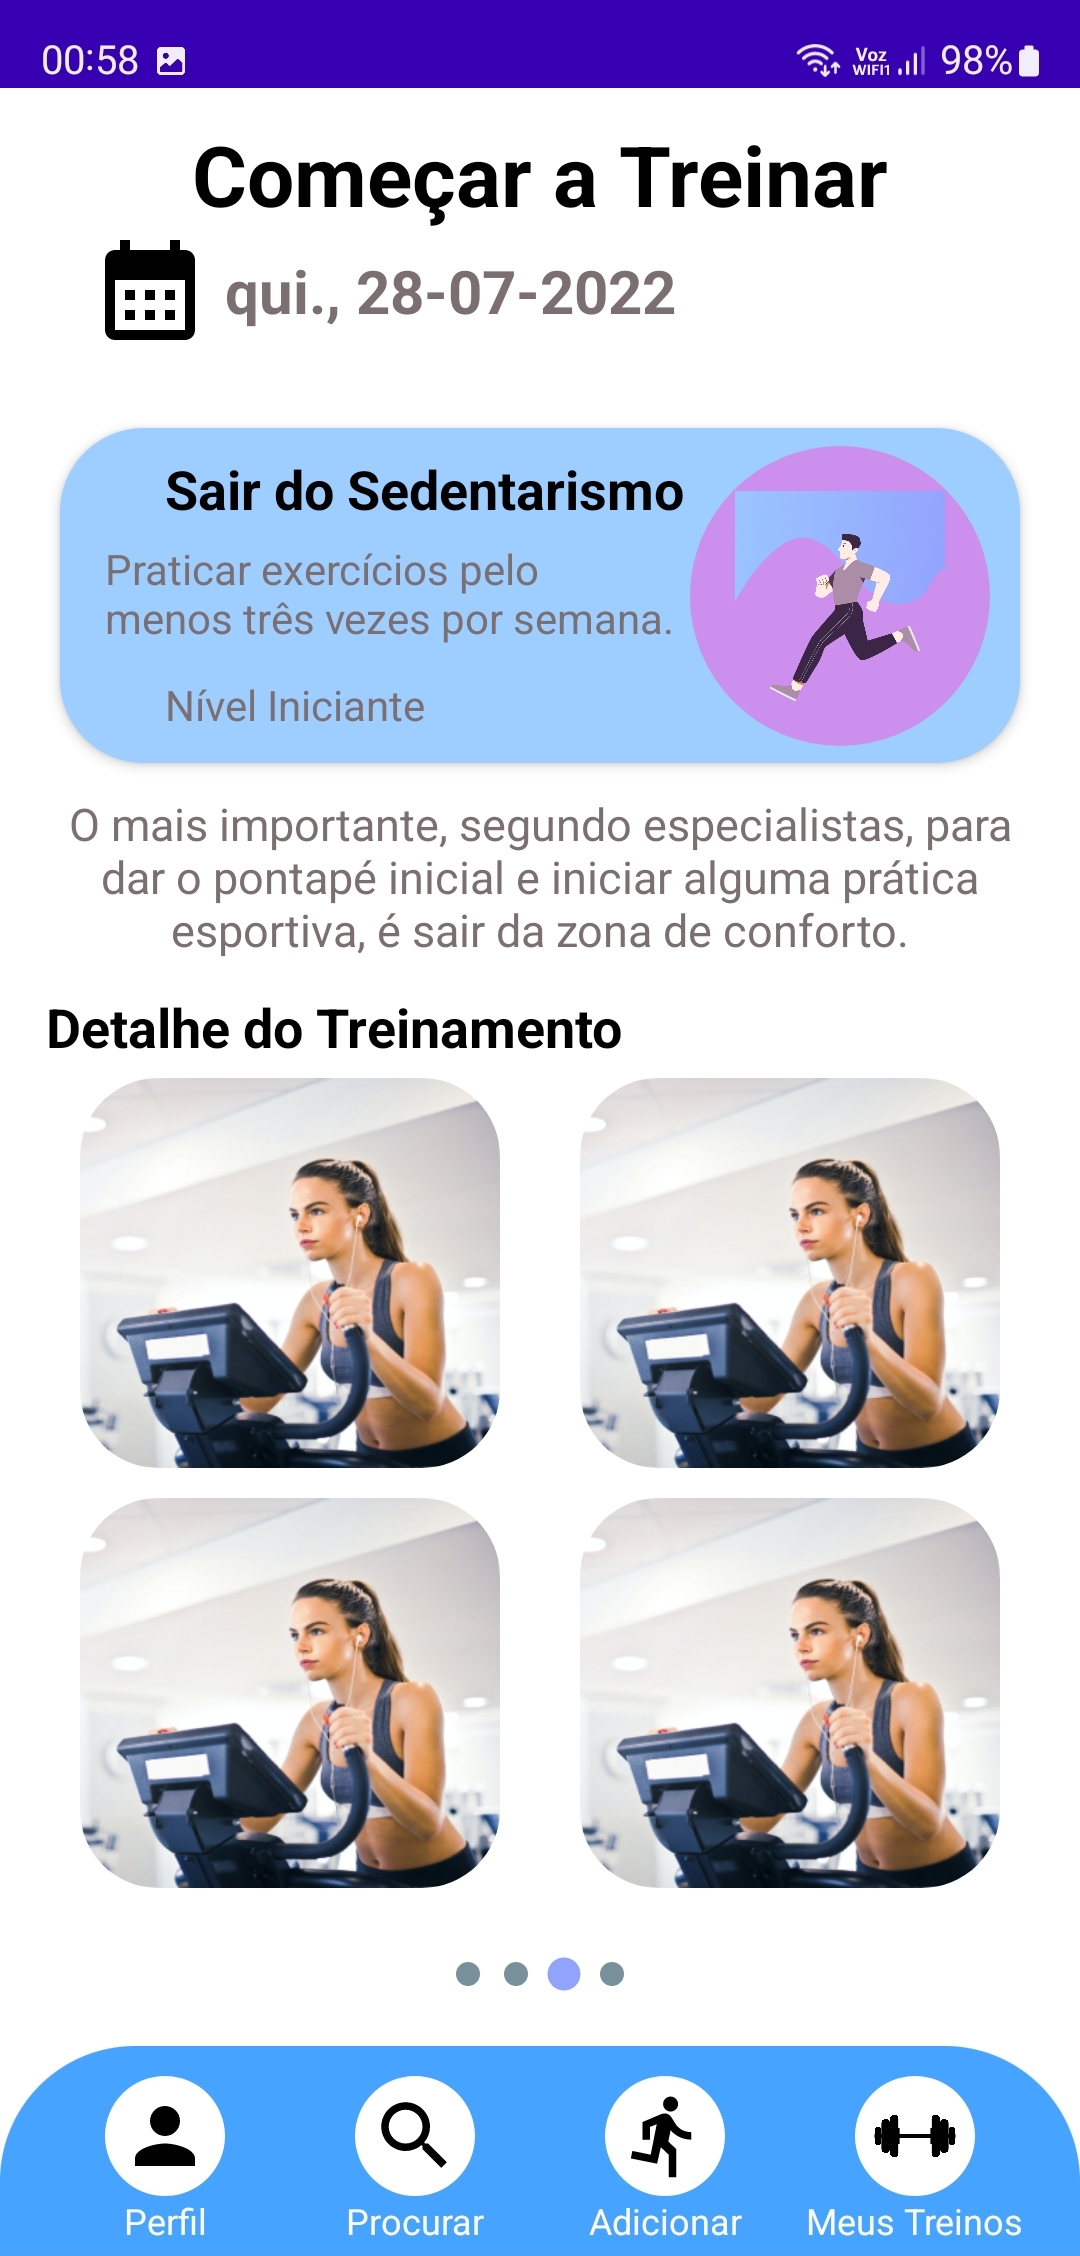 00:58
Voz
WIFI1
98%
Começar a Treinar
qui., 28-07-2022
Sair do Sedentarismo
Praticar exercícios pelo
menos três vezes por semana.
Nível Iniciante
O mais importante, segundo especialistas, para
dar o pontapé inicial e iniciar alguma prática
esportiva, é sair da zona de conforto.
Detalhe do Treinamento
Perfil
Procurar
Adicionar
Meus Treinos